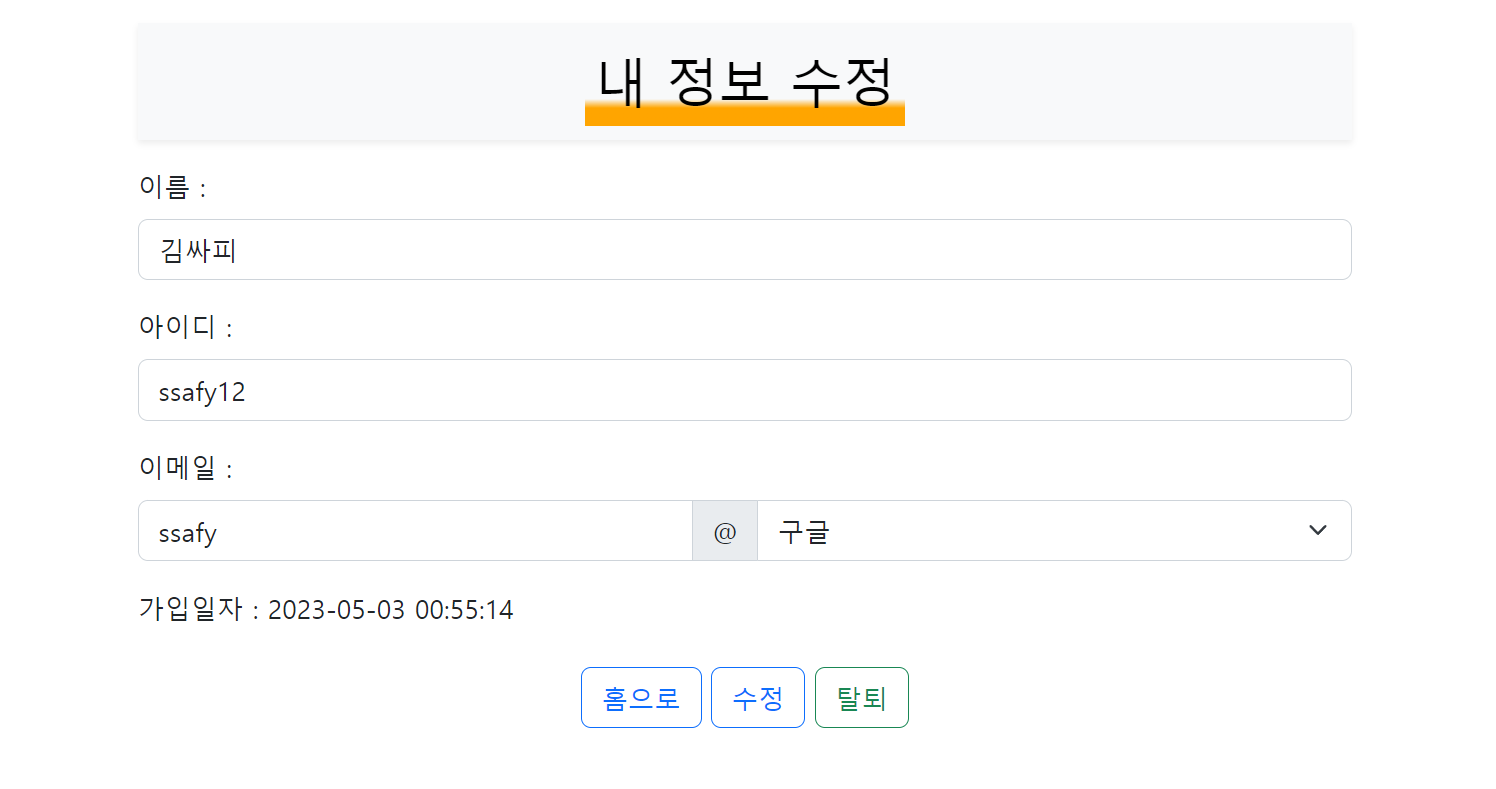 내 정보 수정
이름 :
김싸피
아이디 :
ssafy12
이메일 :
ssafy @ 구글
가입일자 : 2023-05-03 00:55:14
홈으로 수정 탈퇴